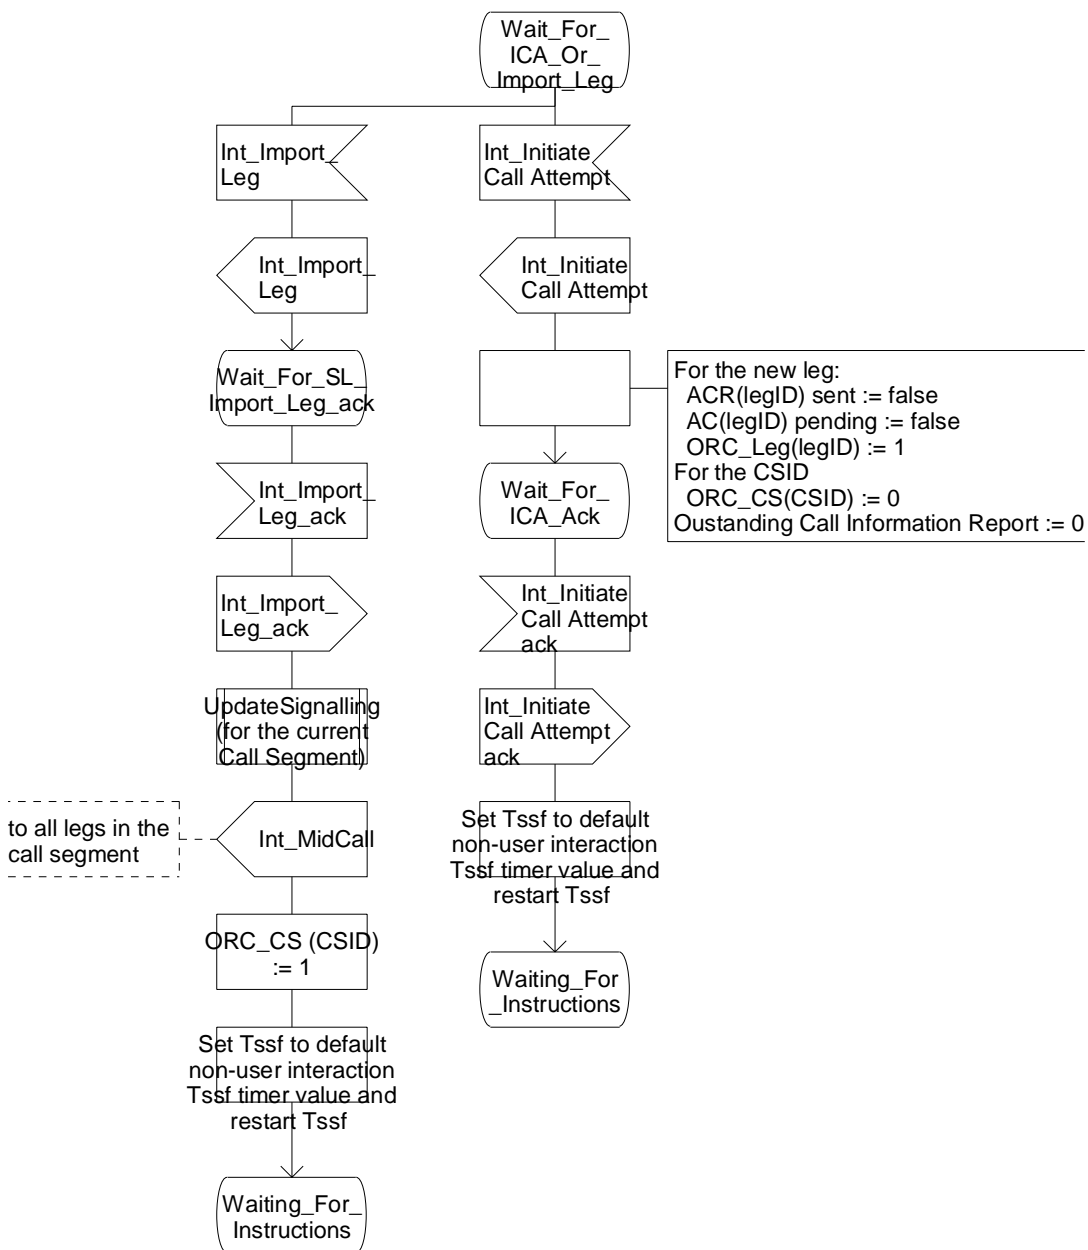 Wait_For_
ICA_Or_
Import_Leg
Int_Import_
Leg
Int_Initiate
Call Attempt
Int_Import_
Leg
Int_Initiate
Call Attempt
For the new leg:
ACR(legID) sent := false
AC(legID) pending := false
ORC_Leg(legID) := 1
For the CSID
ORC_CS(CSID) := 0
Oustanding Call Information Report := 0
Wait_For_SL_
Import_Leg_ack
Int_Import_
Leg_ack
Wait_For_
ICA_Ack
Int_Import_
Leg_ack
Int_Initiate
Call Attempt
ack
UpdateSignalling
(for the current
Call Segment)
Int_Initiate
Call Attempt
ack
to all legs in the
call segment
Int_MidCall
Set Tssf to default
non-user interaction
Tssf timer value and
restart Tssf
ORC_CS (CSID)
:= 1
Waiting_For
_Instructions
Set Tssf to default
non-user interaction
Tssf timer value and
restart Tssf
Waiting_For_
Instructions